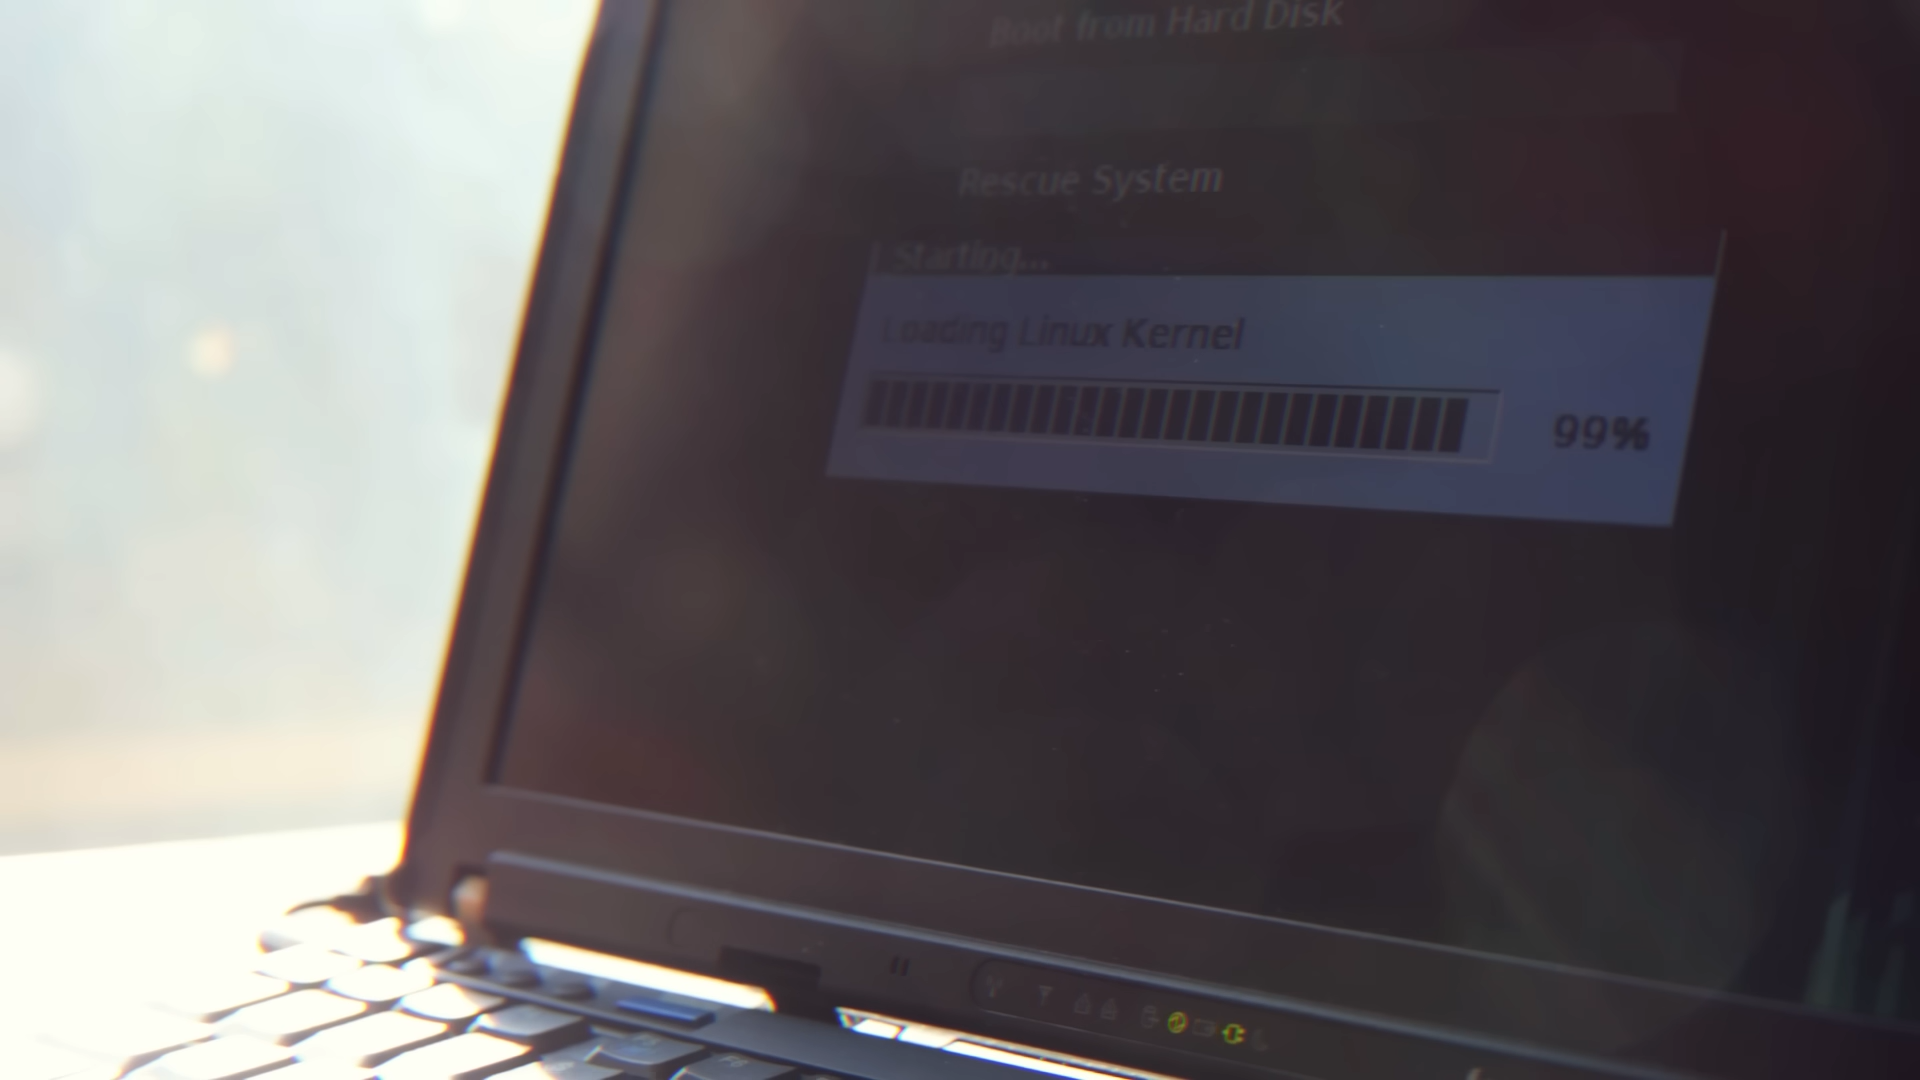 Boot from Hard Disk
Rescue System
Starting...
Loading Linux Kernel
99%